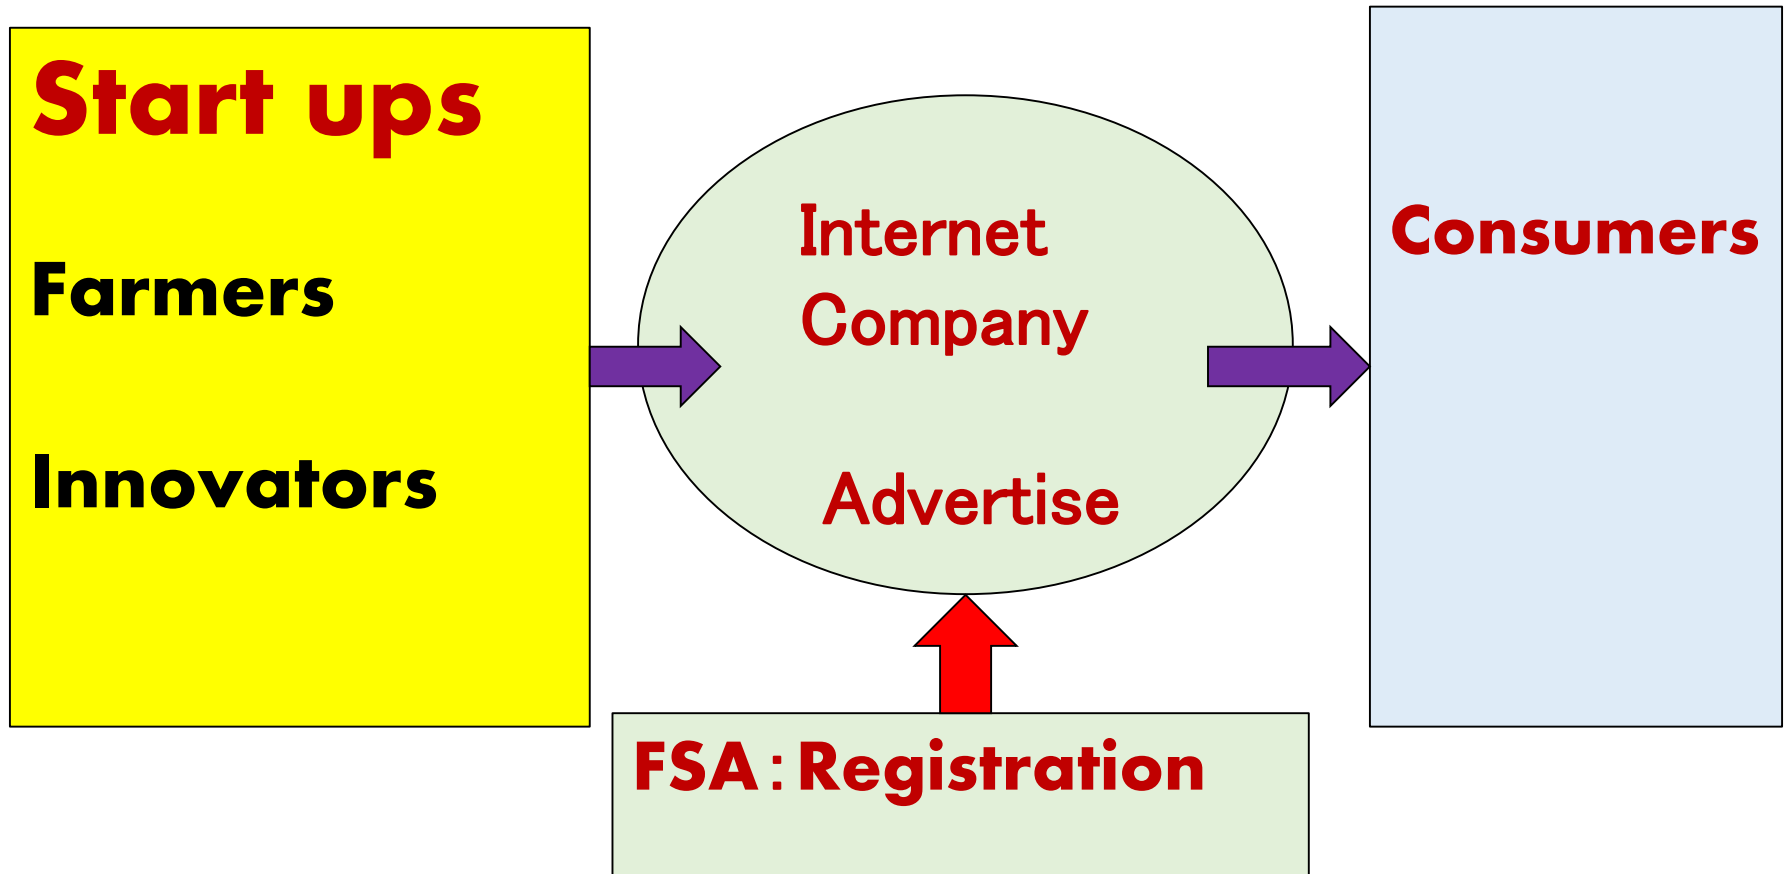 Start ups
Farmers
Innovators
Internet
Company
Advertise
Consumers
FSA：Registration